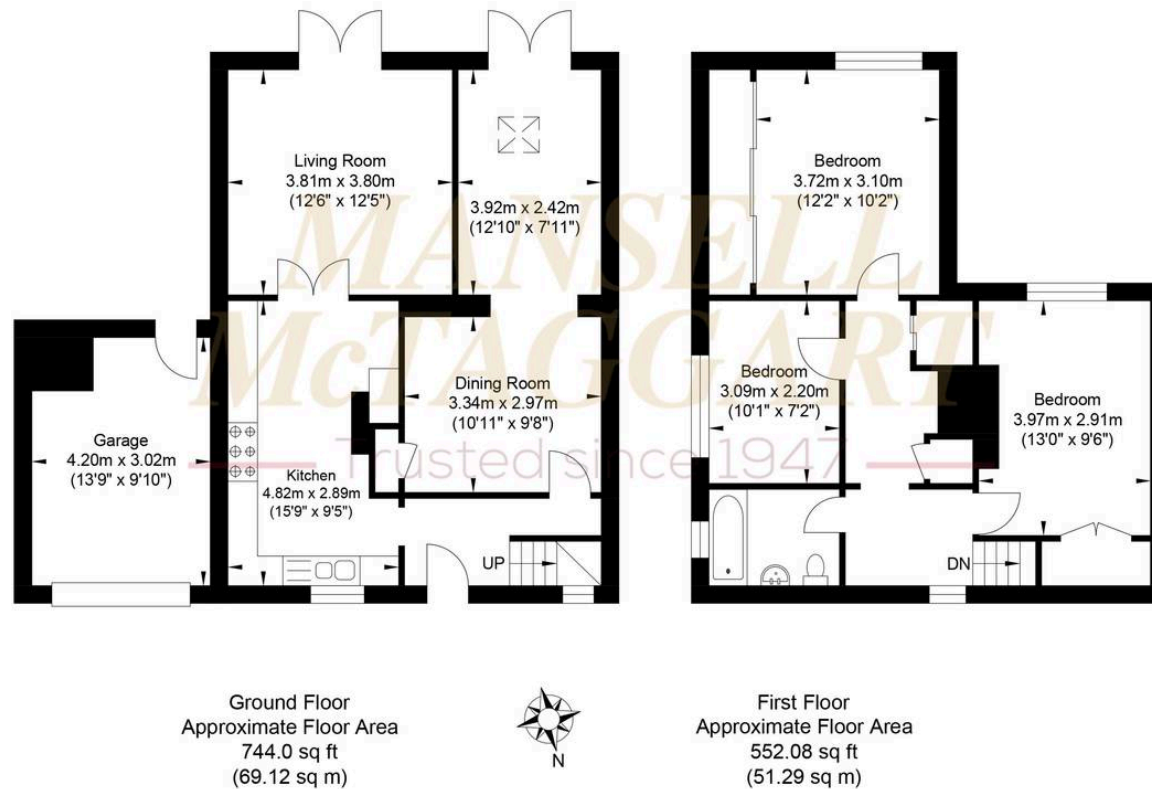 Living Room
3.81m x 3.80m
(12'6" x 12'5")
3.92m x 2.42m
(12'10" x 7'11")
Bedroom
3.72m x 3.10m
(12'2" x 10'2")
MANSELL
McTAGGART
Trusted since 1947
Garage
4.20m x 3.02m
(13'9" x 9'10")
Kitchen
4.82m x 2.89m
(15'9" x 9'5")
Dining Room
3.34m x 2.97m
(10'11" x 9'8")
UP
Bedroom
3.09m x 2.20m
(10'1" x 7'2")
Bedroom
3.97m x 2.91m
(13'0" x 9'6")
DN
Ground Floor
Approximate Floor Area
744.0 sq ft
(69.12 sq m)
N
First Floor
Approximate Floor Area
552.08 sq ft
(51.29 sq m)